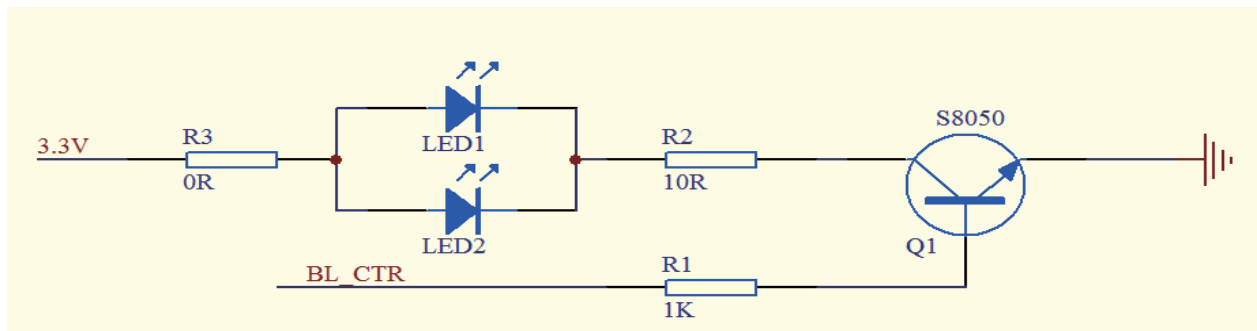 S8050
3.3V
R3
0R
LED1
R2
10R
LED2
Q1
BL_CTR
R1
1K